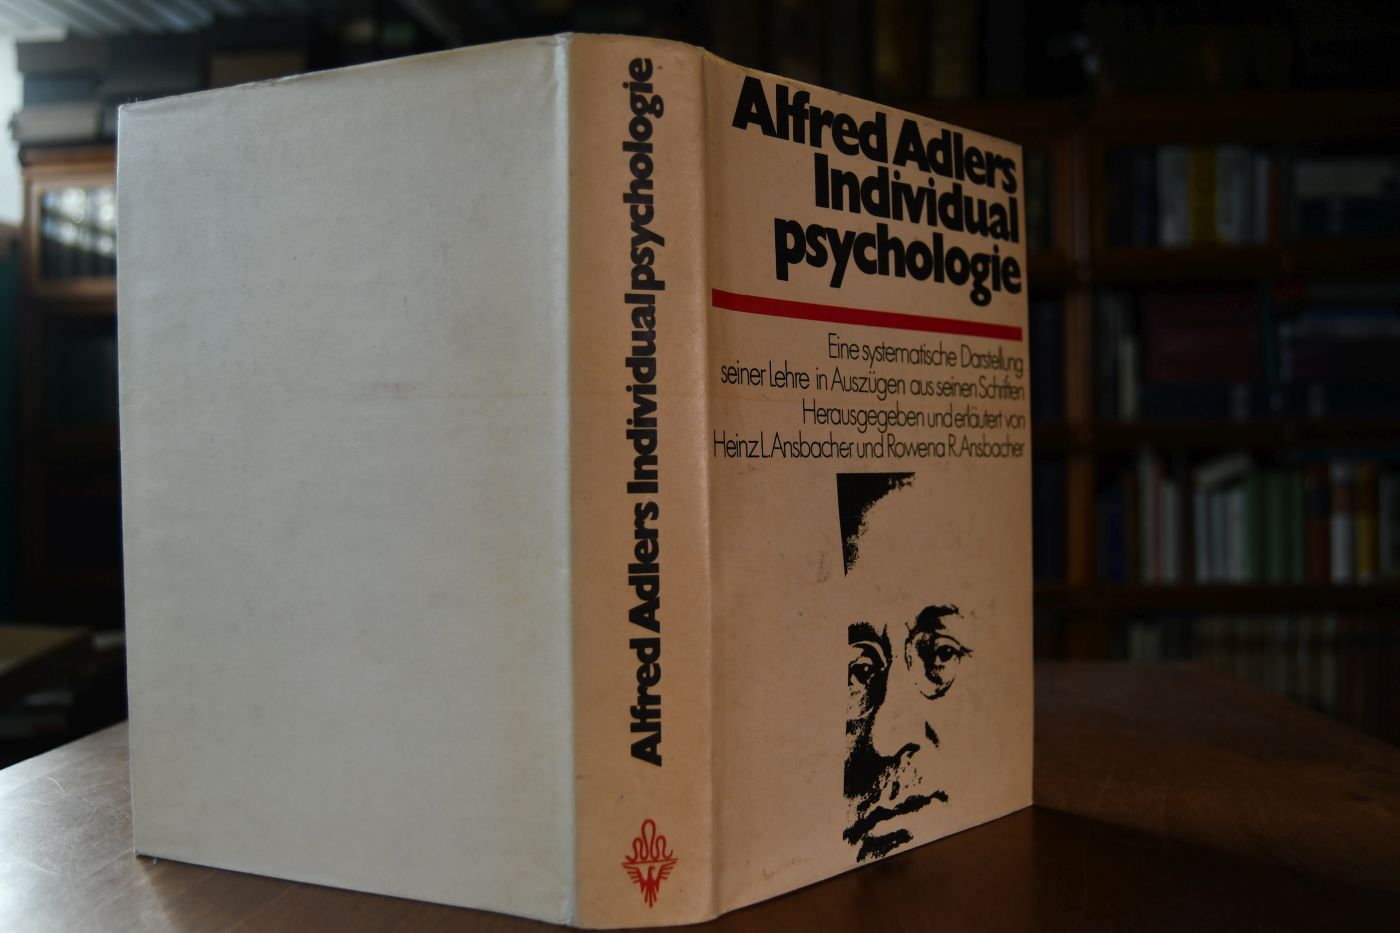 Alfred Adlers Individualpsychologie
Alfred Adlers
Individual
psychologie
Eine systematische Darstellung
seiner Lehre in Auszügen aus seinen Schriften
Herausgegeben und erläutert von
Heinz L. Ansbacher und Rowena R. Ansbacher